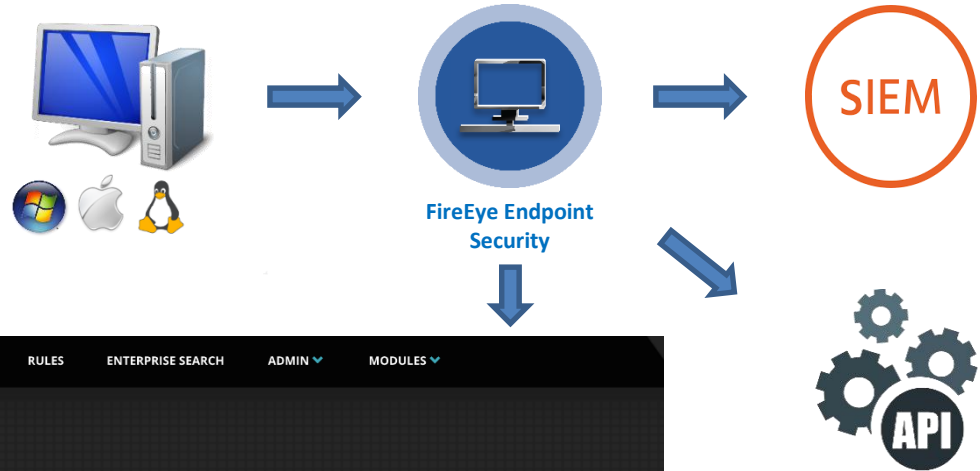 SIEM
FireEye Endpoint
Security
RULES ENTERPRISE SEARCH ADMIN MODULES
API